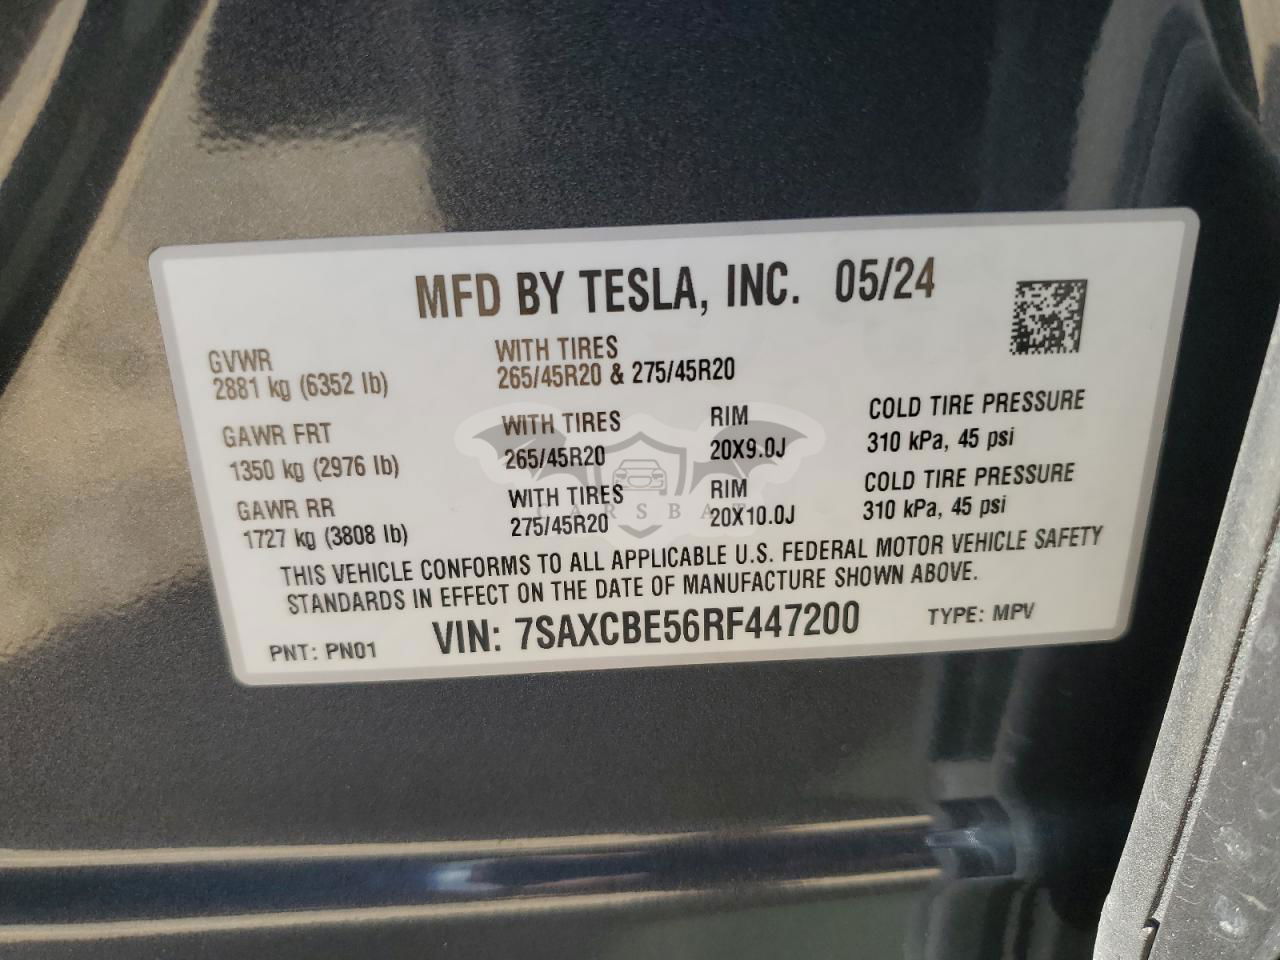 MFD BY TESLA, INC. 05/24
GVWR WITH TIRES
2881 kg (6352 lb) 265/45R20 & 275/45R20
GAWR FRT WITH TIRES RIM COLD TIRE PRESSURE
1350 kg (2976 lb) 265/45R20 20X9.0J 310 kPa, 45 psi
GAWR RR WITH TIRES RIM COLD TIRE PRESSURE
1727 kg (3808 lb) 275/45R20 20X10.0J 310 kPa, 45 psi
CARSBAT
THIS VEHICLE CONFORMS TO ALL APPLICABLE U.S. FEDERAL MOTOR VEHICLE SAFETY
STANDARDS IN EFFECT ON THE DATE OF MANUFACTURE SHOWN ABOVE.
PNT: PN01 VIN: 7SAXCBE56RF447200 TYPE: MPV